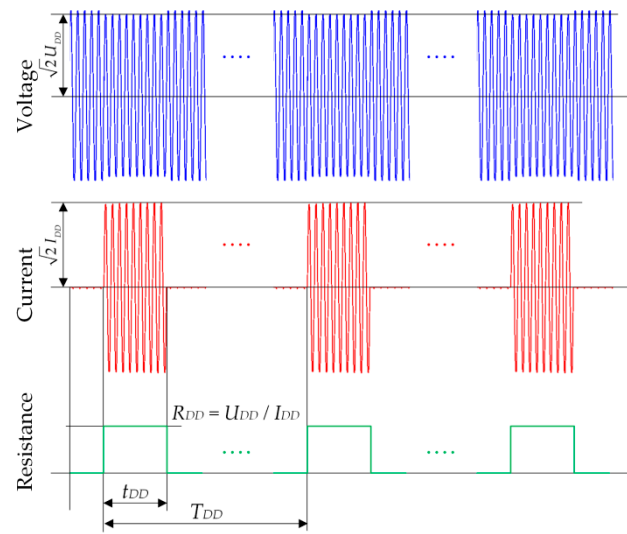 Voltage
√2 U_DD
....
....
Current
√2 I_DD
....
....
Resistance
R_DD = U_DD / I_DD
....
....
t_DD
T_DD